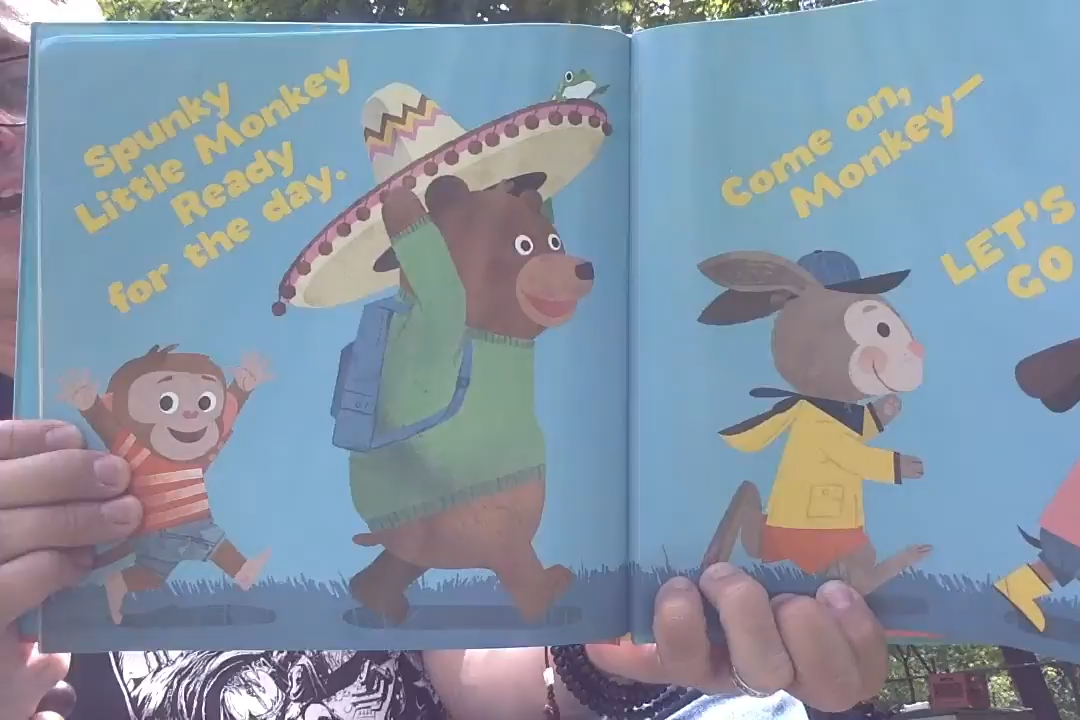 Spunky
Little Monkey
Ready
for the day.
Come on,
Monkey—
LET'S
GO